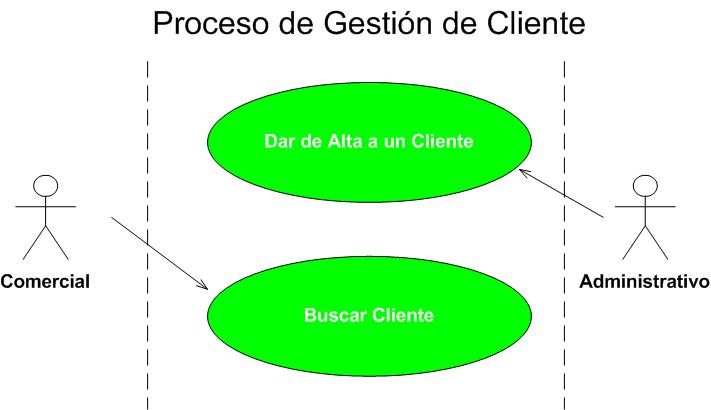 Proceso de Gestión de Cliente
Dar de Alta a un Cliente
Comercial
Administrativo
Buscar Cliente